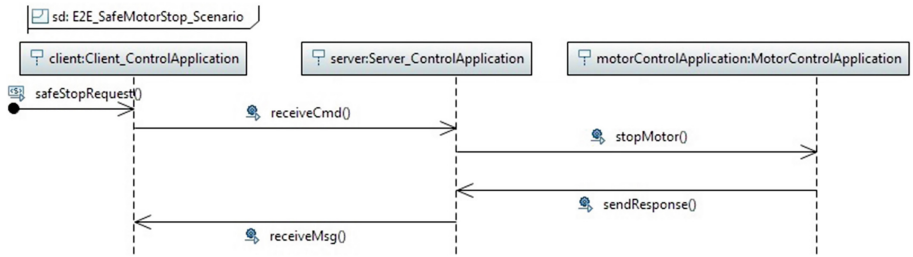 sd: E2E_SafeMotorStop_Scenario
client:Client_ControlApplication
server:Server_ControlApplication
motorControlApplication:MotorControlApplication
safeStopRequest()
receiveCmd()
stopMotor()
sendResponse()
receiveMsg()